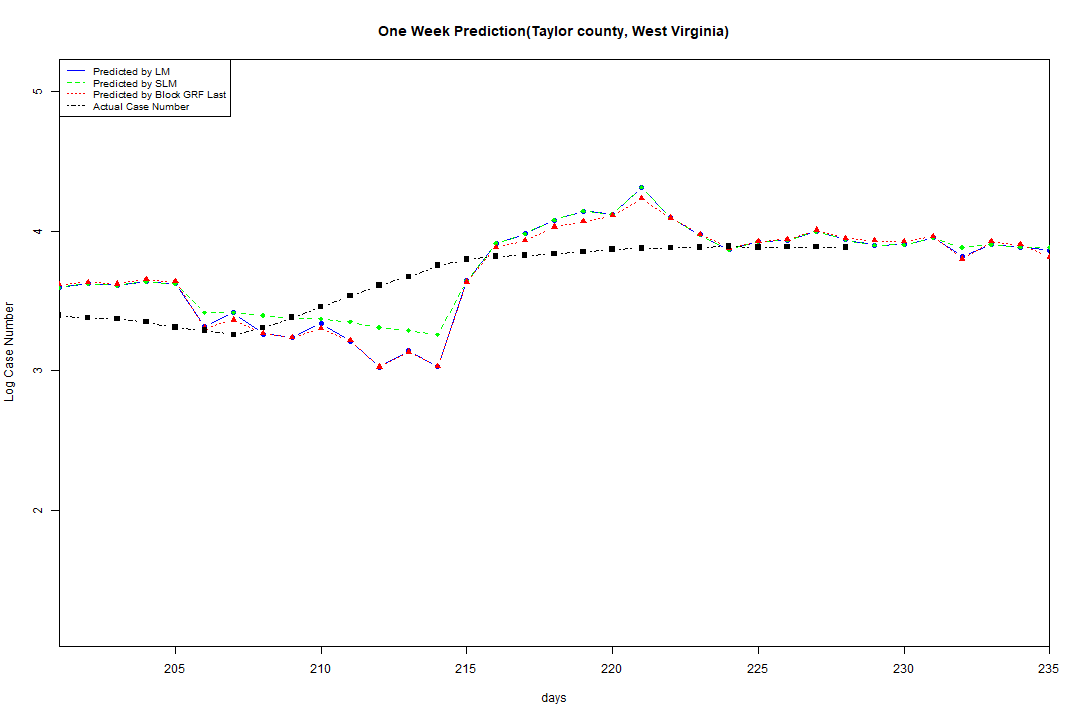 One Week Prediction(Taylor county, West Virginia)
Predicted by LM
Predicted by SLM
Predicted by Block GRF Last
Actual Case Number
5
4
3
2
Log Case Number
205 210 215 220 225 230 235
days